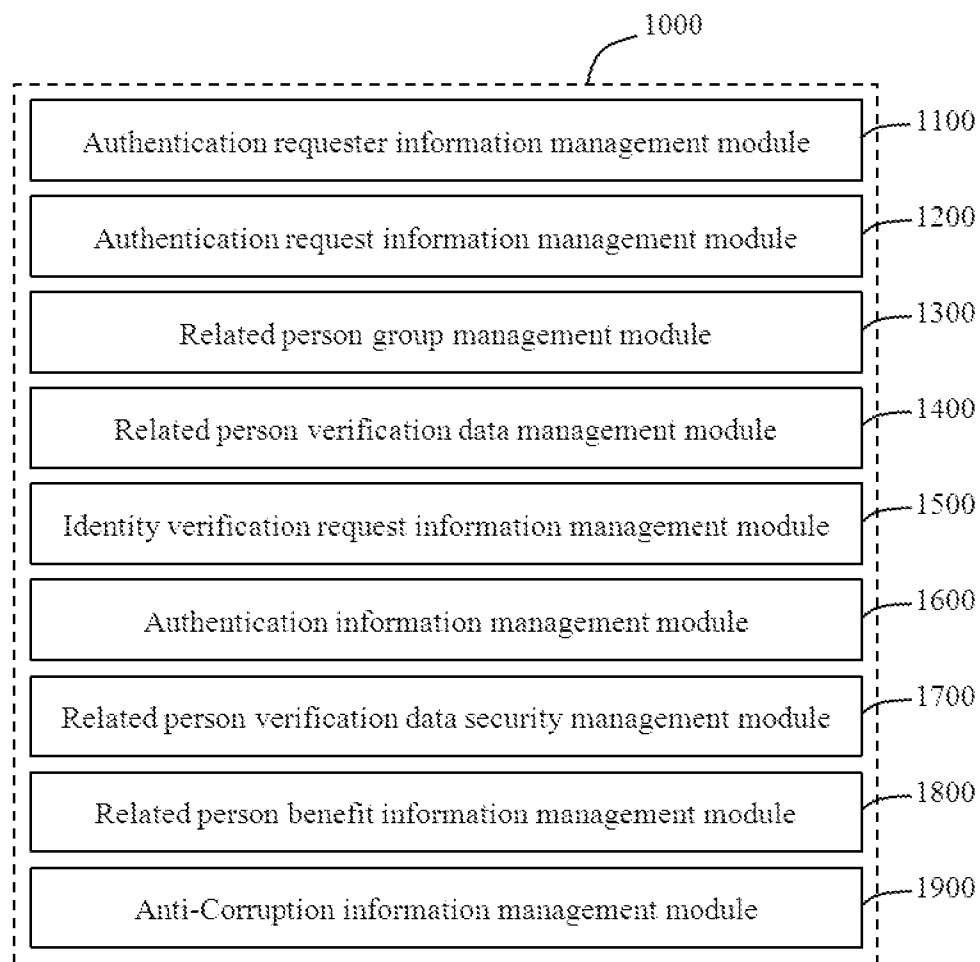 1000
Authentication requester information management module
1100
Authentication request information management module
1200
Related person group management module
1300
Related person verification data management module
1400
Identity verification request information management module
1500
Authentication information management module
1600
Related person verification data security management module
1700
Related person benefit information management module
1800
Anti-Corruption information management module
1900